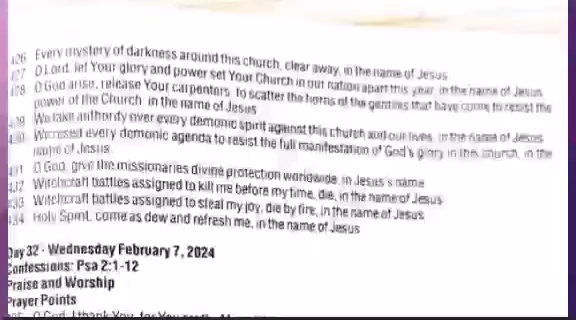 426 Every mystery of darkness around this church, clear away, in the name of Jesus
427 O Lord, let Your glory and power set Your Church in our nation apart this year in the name of Jesus
428 O God arise, release Your carpenters, to scatter the horns of the gentiles that have come to resist the
power of the Church in the name of Jesus
429 We take authority over every demonic spirit against this church and our lives in the name of Jesus
430 We resist every demonic agenda to resist the full manifestation of God's glory in this church, in the
name of Jesus
431 O God, give the missionaries divine protection worldwide, in Jesus's name
432 Witchcraft battles assigned to kill me before my time, die, in the name of Jesus
433 Witchcraft battles assigned to steal my joy, die by fire, in the name of Jesus
434 Holy Spirit, come as dew and refresh me, in the name of Jesus
Day 32 - Wednesday February 7, 2024
Confessions: Psa 2:1-12
Praise and Worship
Prayer Points
O God, I thank You, for You